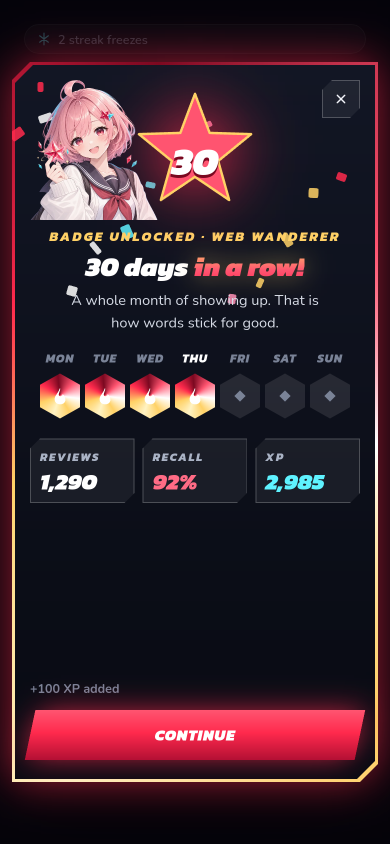 2 streak freezes
30
BADGE UNLOCKED · WEB WANDERER
30 days in a row!
A whole month of showing up. That is
how words stick for good.
MON TUE WED THU FRI SAT SUN
REVIEWS RECALL XP
1,290 92% 2,985
+100 XP added
CONTINUE